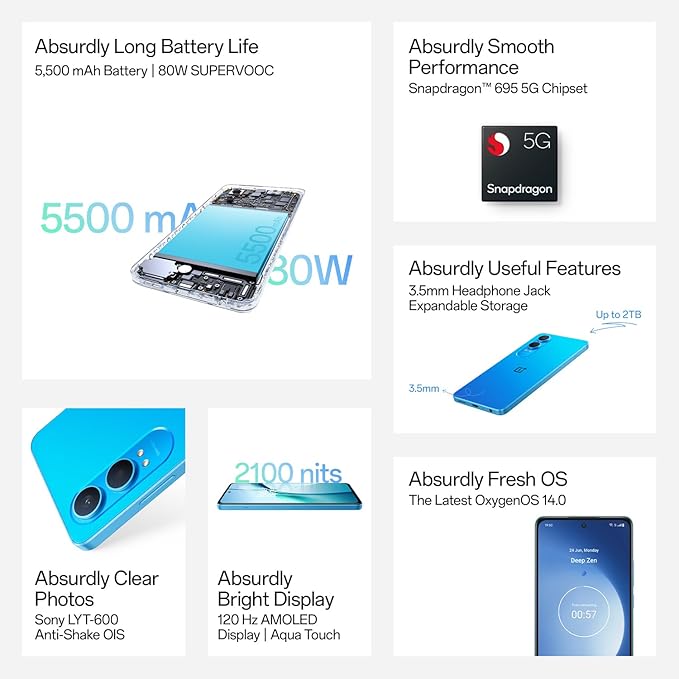 Absurdly Long Battery Life
5,500 mAh Battery | 80W SUPERVOOC
5500 mA
5500
80W
Absurdly Smooth
Performance
Snapdragon™ 695 5G Chipset
5G
Snapdragon
Absurdly Useful Features
3.5mm Headphone Jack
Expandable Storage
Up to 2TB
3.5mm
Absurdly Clear
Photos
Sony LYT-600
Anti-Shake OIS
2100 nits
Absurdly
Bright Display
120 Hz AMOLED
Display | Aqua Touch
Absurdly Fresh OS
The Latest OxygenOS 14.0
24 Jun, Monday
Deep Zen
00:57